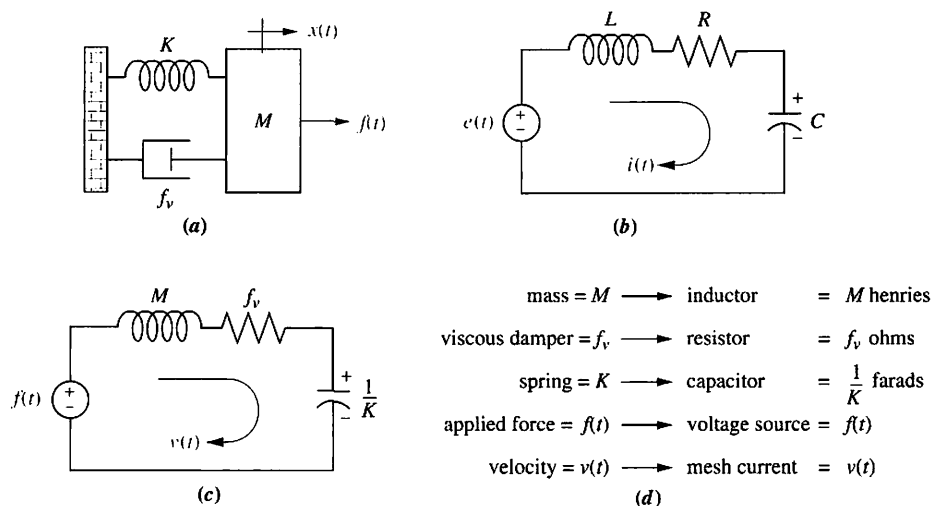 x(t)
K
M
f(t)
f_v
(a)
L
R
e(t)
+
−
+
C
−
i(t)
(b)
M
f_v
f(t)
+
−
+
1/K
−
v(t)
(c)
mass = M → inductor = M henries
viscous damper = f_v → resistor = f_v ohms
spring = K → capacitor = 1/K farads
applied force = f(t) → voltage source = f(t)
velocity = v(t) → mesh current = v(t)
(d)